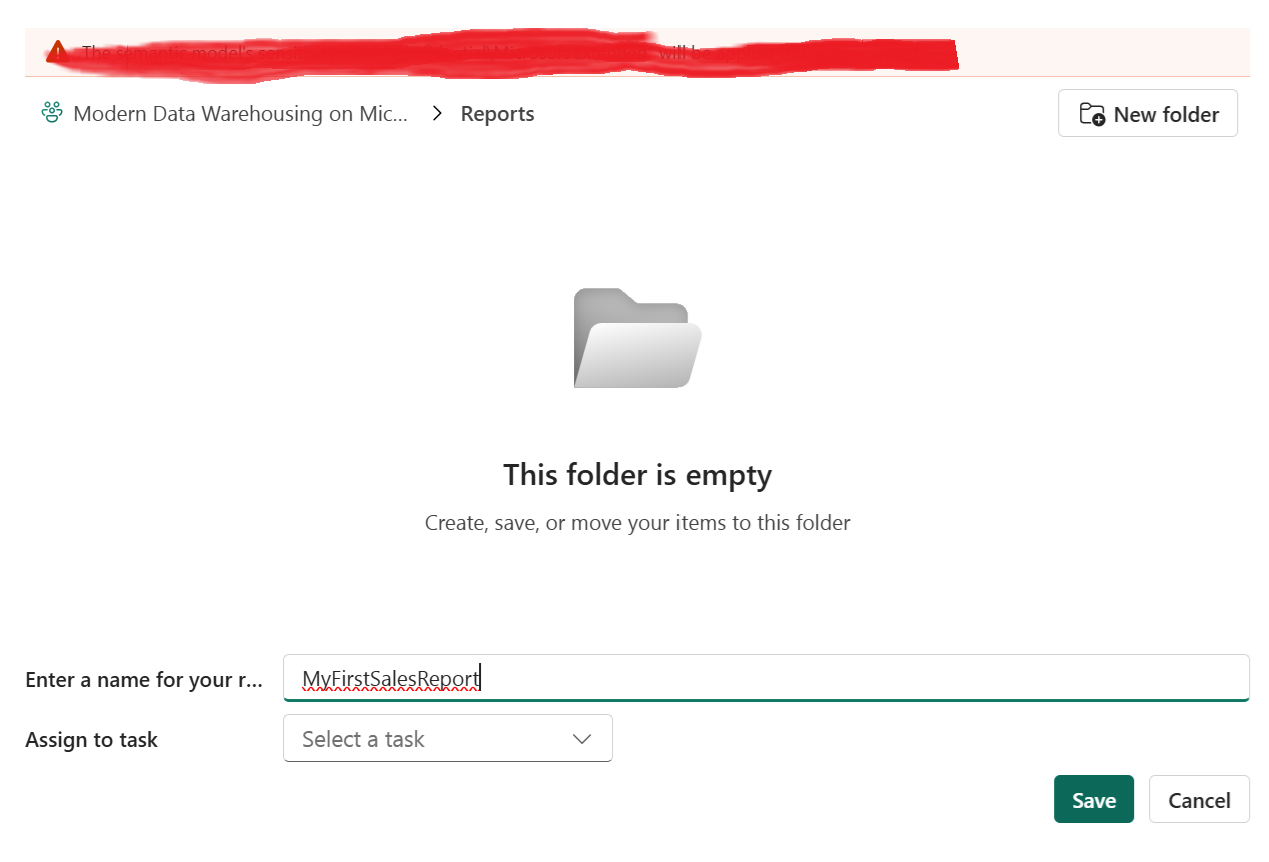 The semantic model's
will be
Modern Data Warehousing on Mic... > Reports
New folder
This folder is empty
Create, save, or move your items to this folder
Enter a name for your r... MyFirstSalesReport
Assign to task Select a task
Save Cancel